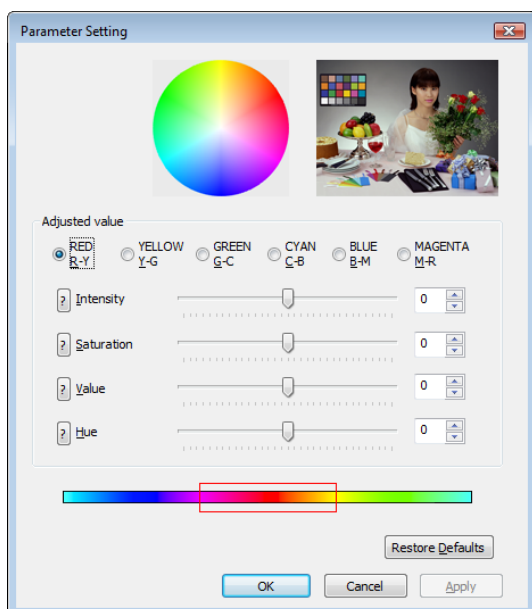 Parameter Setting
Adjusted value
RED YELLOW GREEN CYAN BLUE MAGENTA
R-Y Y-G G-C C-B B-M M-R
? Intensity 0
? Saturation 0
? Value 0
? Hue 0
Restore Defaults
OK Cancel Apply